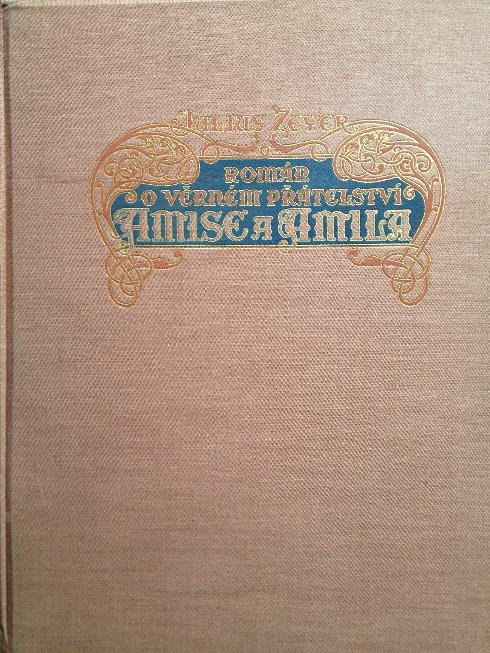 Julius Zeyer
Román
o věrném přátelství
Amise a Amila